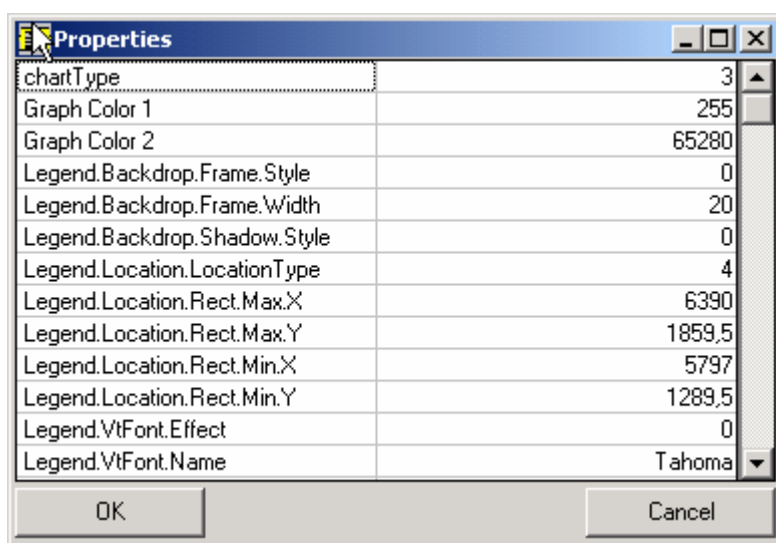 Properties
chartType 3
Graph Color 1 255
Graph Color 2 65280
Legend.Backdrop.Frame.Style 0
Legend.Backdrop.Frame.Width 20
Legend.Backdrop.Shadow.Style 0
Legend.Location.LocationType 4
Legend.Location.Rect.Max.X 6390
Legend.Location.Rect.Max.Y 1859,5
Legend.Location.Rect.Min.X 5797
Legend.Location.Rect.Min.Y 1289,5
Legend.VtFont.Effect 0
Legend.VtFont.Name Tahoma
OK Cancel